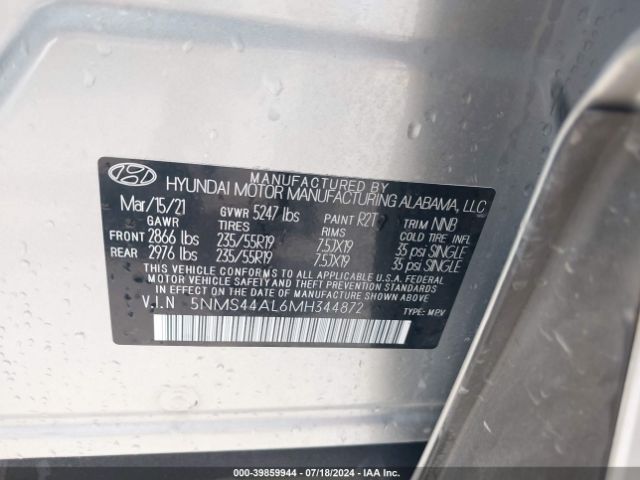 MANUFACTURED BY
HYUNDAI MOTOR MANUFACTURING ALABAMA, LLC
Mar/15/21 GVWR 5247 lbs PAINT R2T TRIM NNB
GAWR TIRES RIMS COLD TIRE INFL
FRONT 2866 lbs 235/55R19 7.5JX19 35 psi SINGLE
REAR 2976 lbs 235/55R19 7.5JX19 35 psi SINGLE
THIS VEHICLE CONFORMS TO ALL APPLICABLE U.S.A. FEDERAL
MOTOR VEHICLE SAFETY AND THEFT PREVENTION STANDARDS
IN EFFECT ON THE DATE OF MANUFACTURE SHOWN ABOVE.
V.I.N 5NMS44AL6MH344872 TYPE: M.P.V
000-39859944 - 07/18/2024 - IAA Inc.